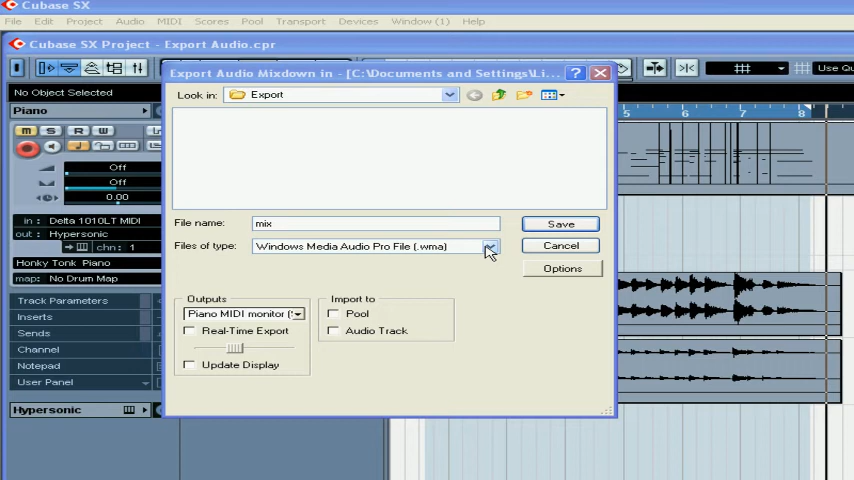 Cubase SX
File Edit Project Audio MIDI Scores Pool Transport Devices Window (1) Help
Cubase SX Project - Export Audio.cpr
Export Audio Mixdown in - [C:\Documents and Settings\Li...
Use Qu
No Object Selected
Look in: Export
Piano
5 6 7 8
M S R W
Off
Off
0.00
File name: mix Save
in : Delta 1010LT MIDI
Files of type: Windows Media Audio Pro File (.wma) Cancel
out : Hypersonic
chn: 1
Options
Honky Tonk Piano
map: No Drum Map
Track Parameters
Outputs Import to
Inserts
Piano MIDI monitor ( Pool
Sends
Real-Time Export Audio Track
Channel
Notepad
Update Display
User Panel
Hypersonic